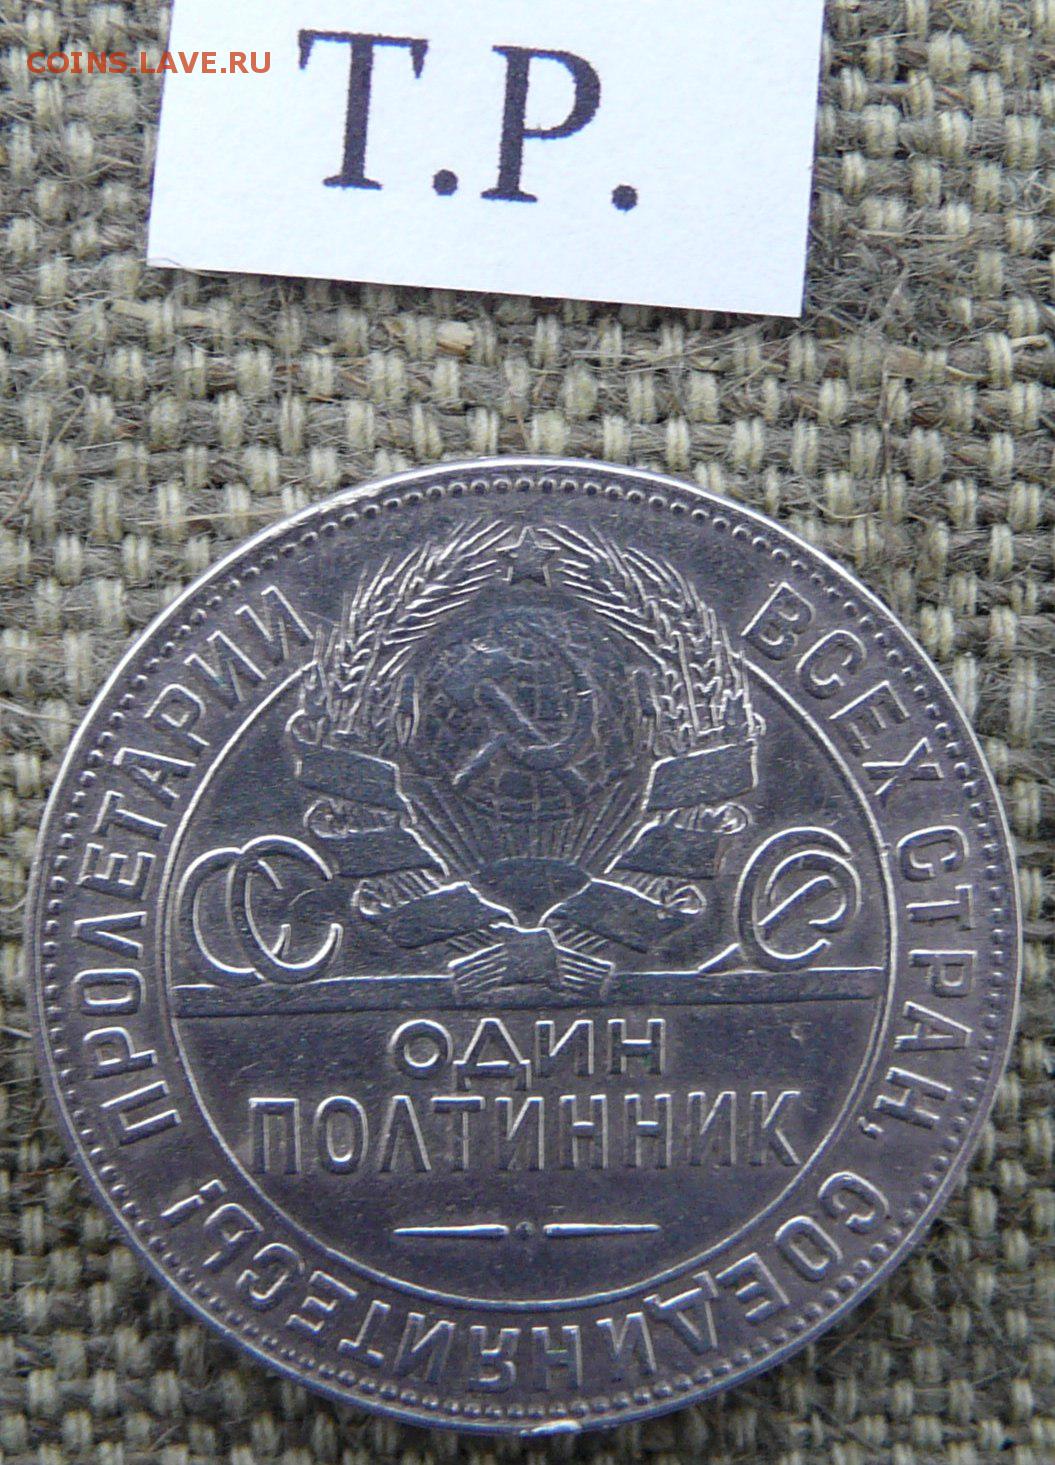 COINS.LAVE.RU
Т.Р.
ПРОЛЕТАРИИ ВСЕХ СТРАН, СОЕДИНЯЙТЕСЬ!
СССР
ОДИН
ПОЛТИННИК